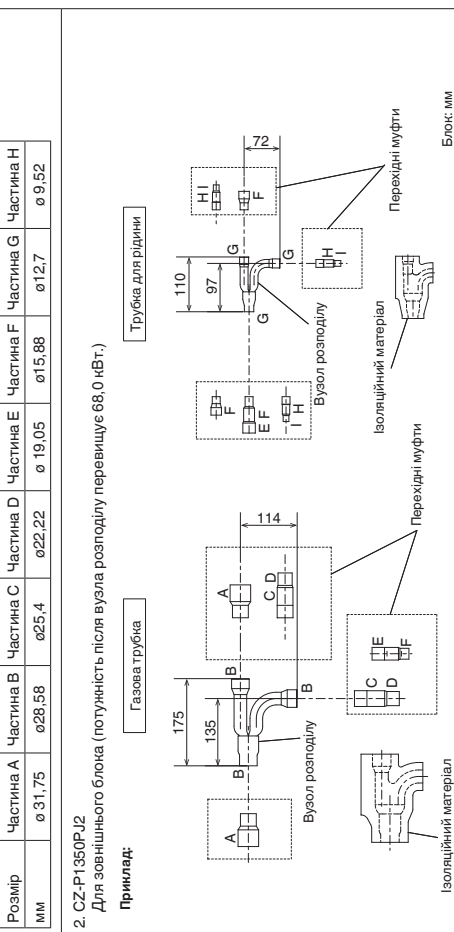 Розмір Частина A Частина B Частина C Частина D Частина E Частина F Частина G Частина H
мм ø 31,75 ø28,58 ø25,4 ø22,22 ø 19,05 ø15,88 ø12,7 ø 9,52
2. CZ-P1350PJ2
Для зовнішнього блока (потужність після вузла розподілу перевищує 68,0 кВт.)
Приклад:
Газова трубка
175
135
B
B
B
A
A
C D
114
C
D
E
F
Вузол розподілу
Перехідні муфти
Ізоляційний матеріал
Трубка для рідини
110
97
G
G
G
F
E F
I H
H I
F
72
H
I
Вузол розподілу
Перехідні муфти
Ізоляційний матеріал
Блок: мм